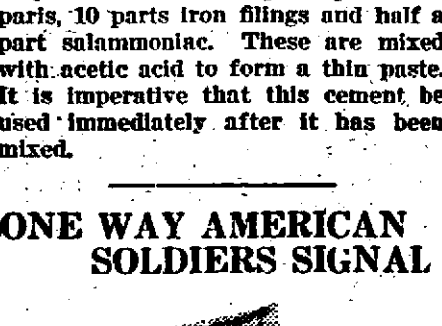 paris, 10 parts iron filings and half a
part salammoniac. These are mixed
with acetic acid to form a thin paste.
It is imperative that this cement be
used immediately after it has been
mixed.
ONE WAY AMERICAN
SOLDIERS SIGNAL